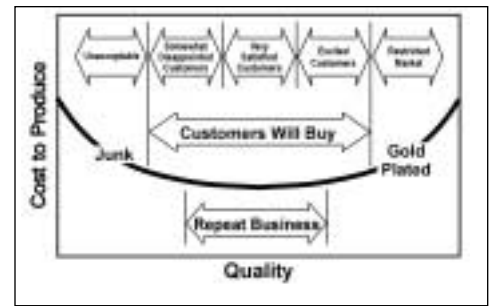 Unacceptable
Somewhat
Disappointed
Customers
Very
Satisfied
Customers
Excited
Customers
Restricted
Market
Customers Will Buy
Junk
Gold
Plated
Repeat Business
Cost to Produce
Quality